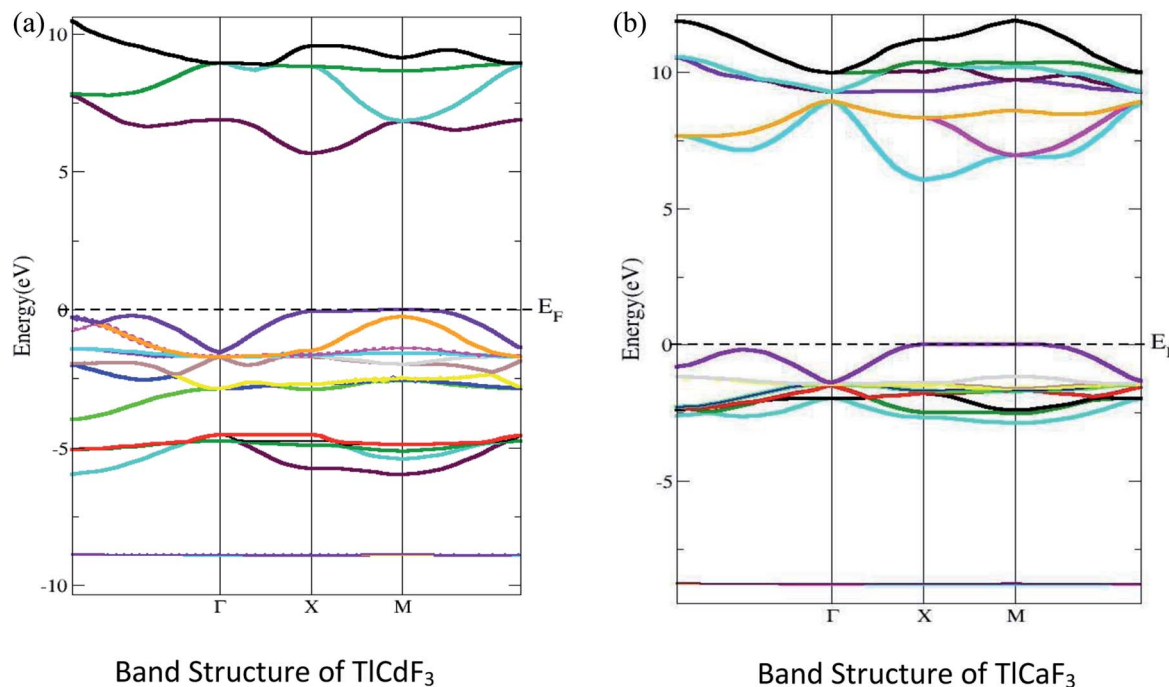 (a)
10
5
0
-5
-10
Energy(eV)
E_F
Γ X M
Band Structure of TlCdF₃
(b)
10
5
0
-5
Energy(eV)
Γ X M
Band Structure of TlCaF₃